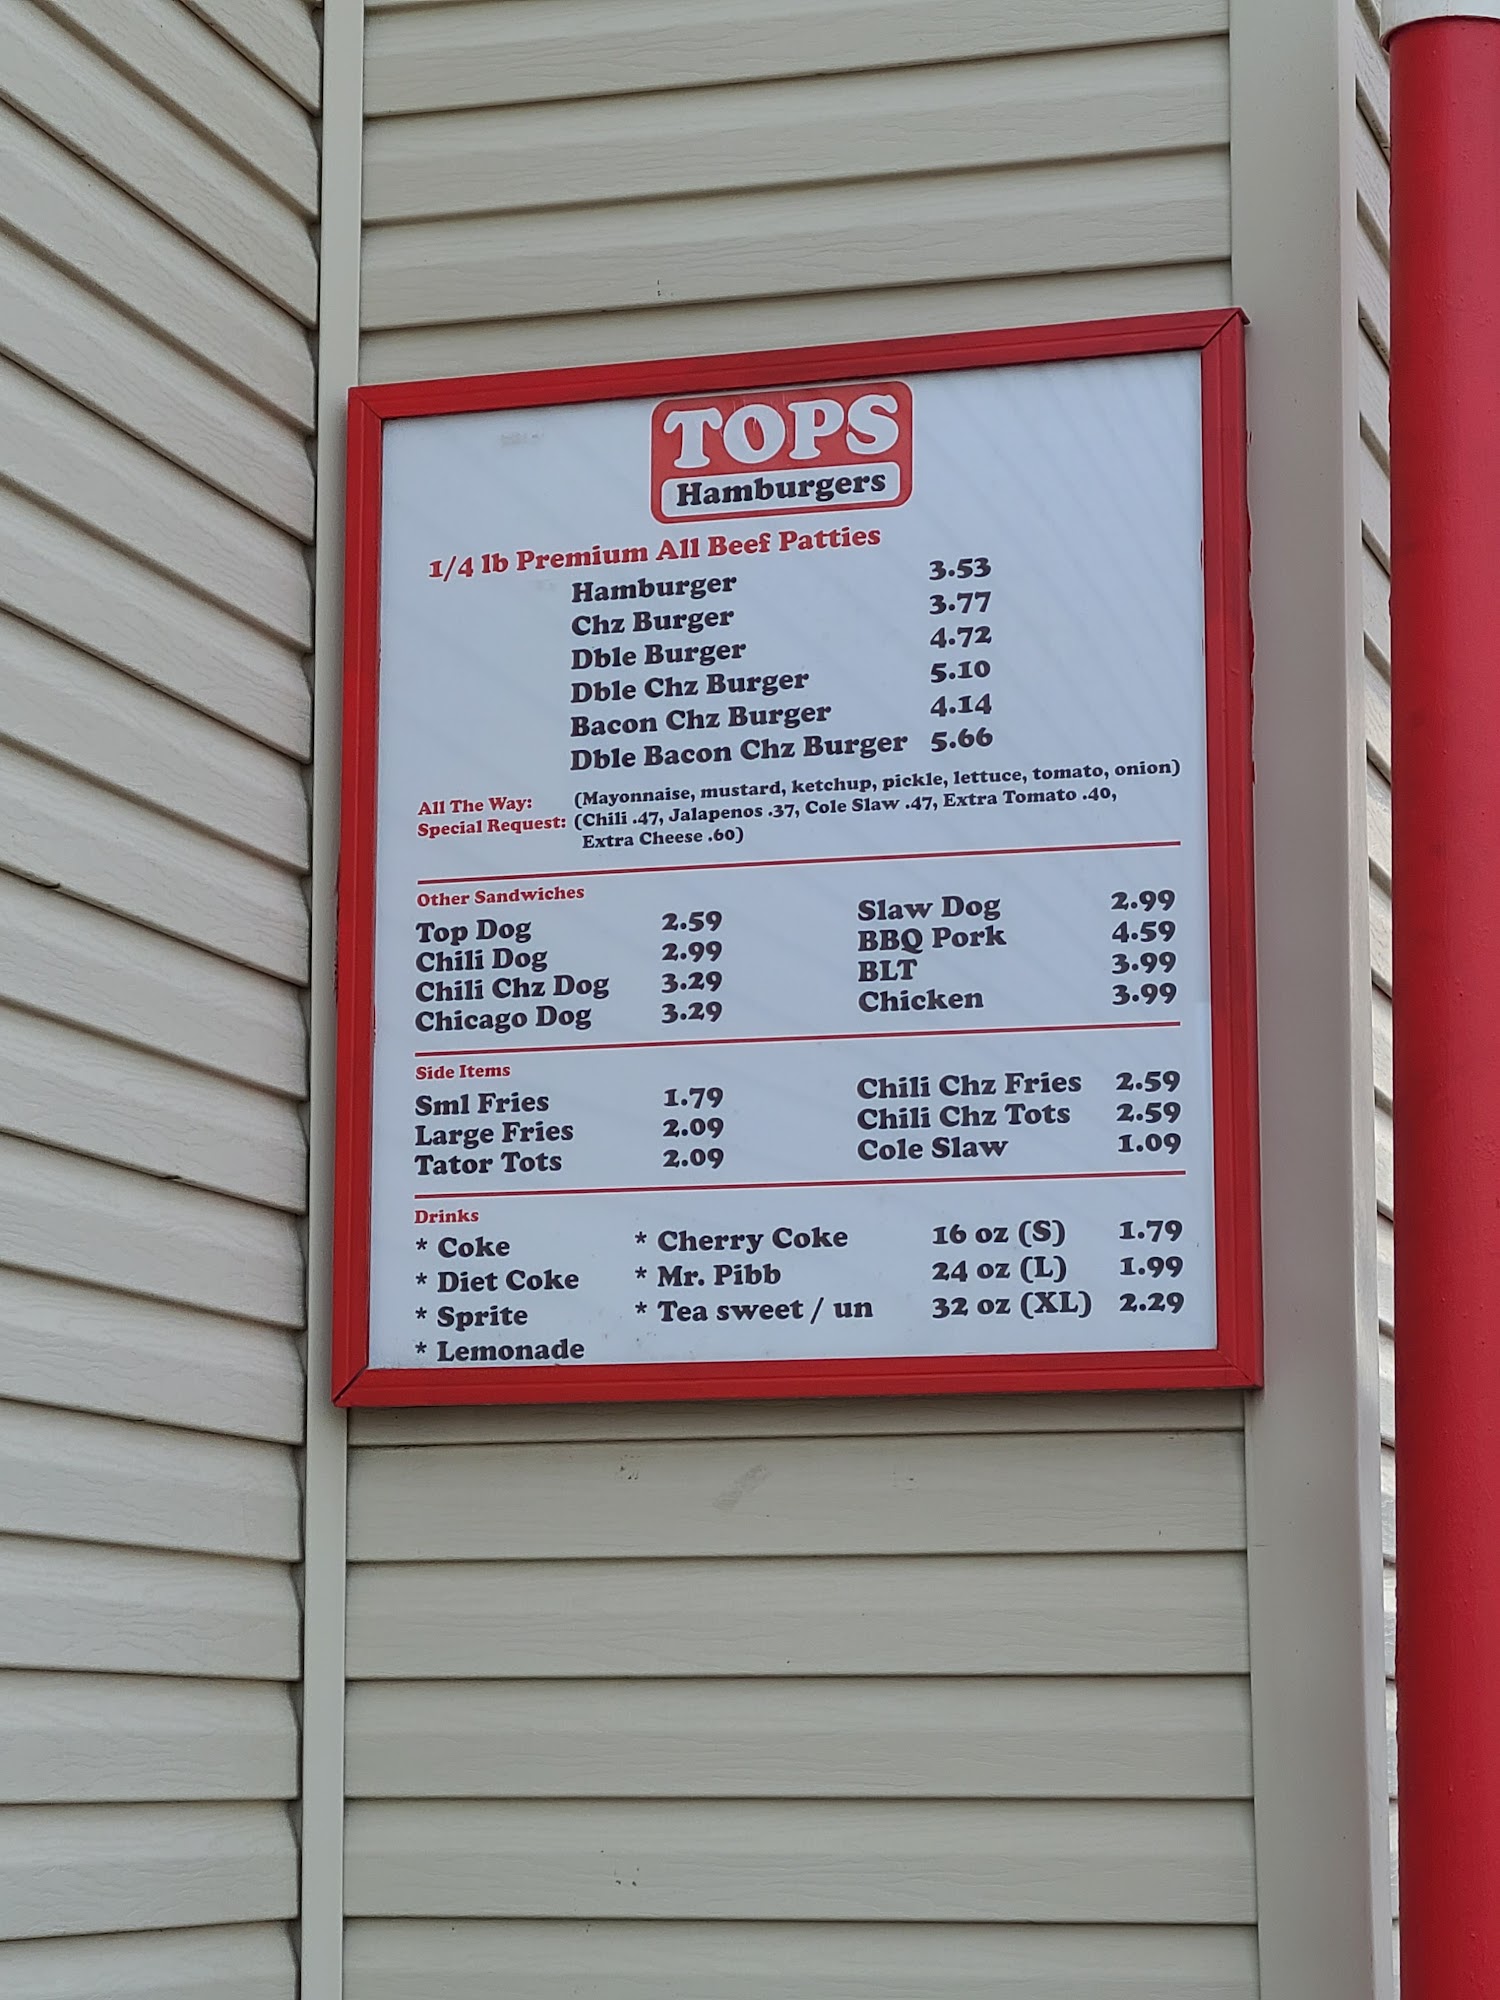 TOPS
Hamburgers
1/4 lb Premium All Beef Patties
Hamburger 3.53
Chz Burger 3.77
Dble Burger 4.72
Dble Chz Burger 5.10
Bacon Chz Burger 4.14
Dble Bacon Chz Burger 5.66
All The Way: (Mayonnaise, mustard, ketchup, pickle, lettuce, tomato, onion)
Special Request: (Chili .47, Jalapenos .37, Cole Slaw .47, Extra Tomato .40,
Extra Cheese .60)
Other Sandwiches
Top Dog 2.59 Slaw Dog 2.99
Chili Dog 2.99 BBQ Pork 4.59
Chili Chz Dog 3.29 BLT 3.99
Chicago Dog 3.29 Chicken 3.99
Side Items
Sml Fries 1.79 Chili Chz Fries 2.59
Large Fries 2.09 Chili Chz Tots 2.59
Tator Tots 2.09 Cole Slaw 1.09
Drinks
* Coke * Cherry Coke 16 oz (S) 1.79
* Diet Coke * Mr. Pibb 24 oz (L) 1.99
* Sprite * Tea sweet / un 32 oz (XL) 2.29
* Lemonade